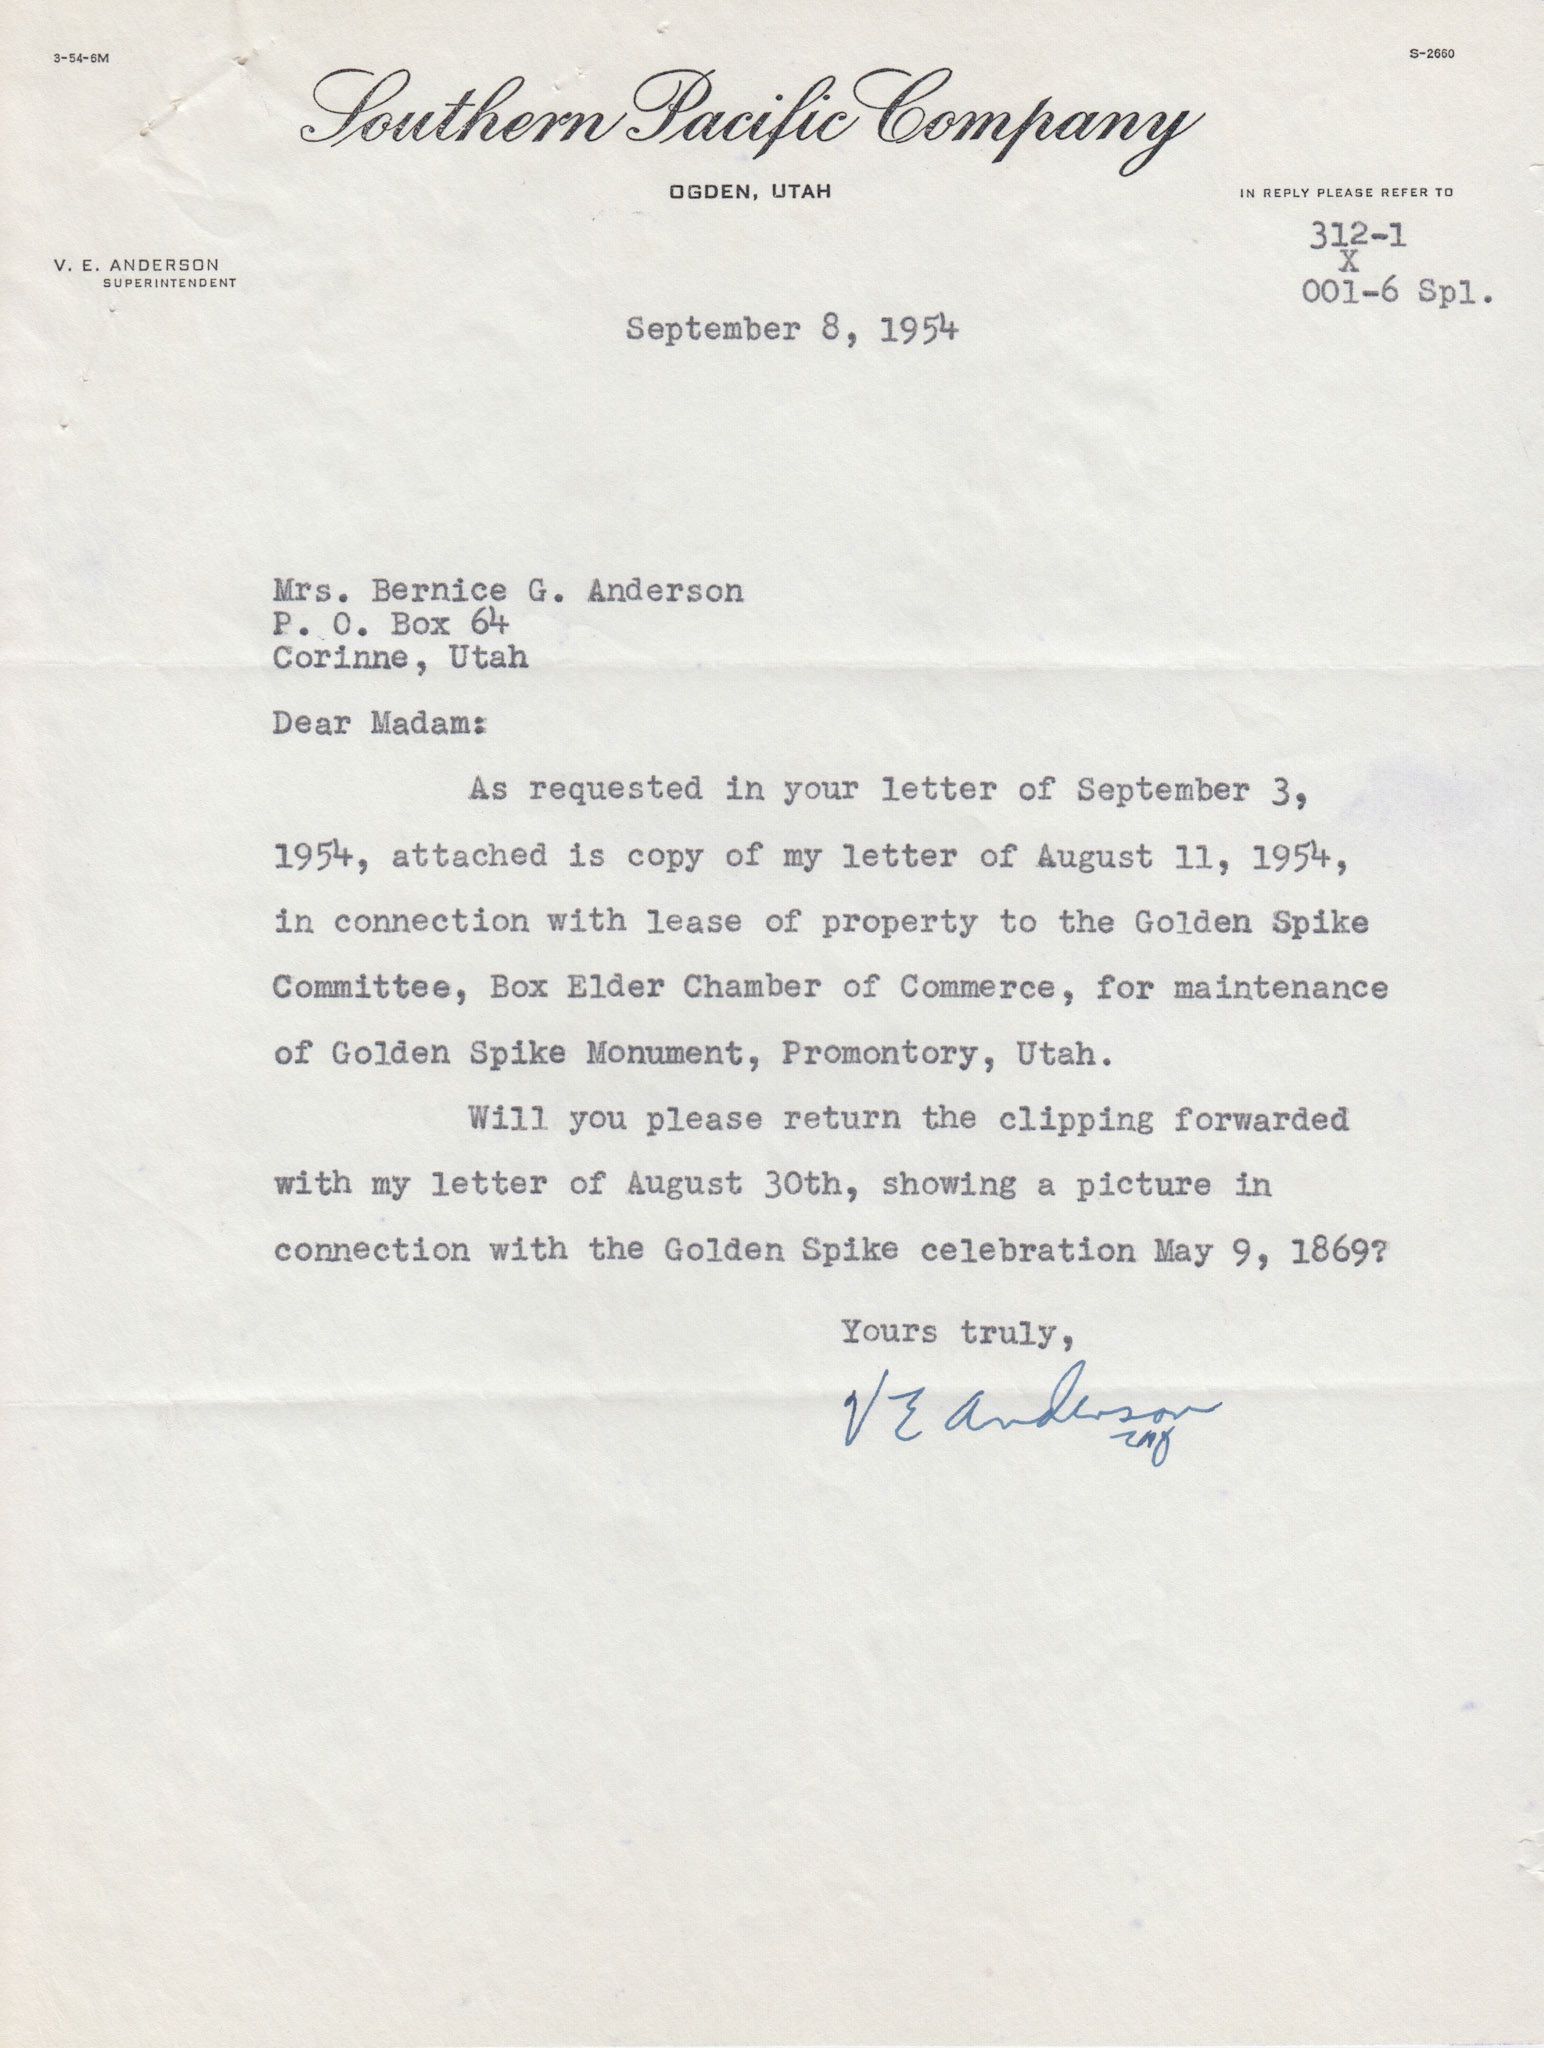 3-54-6M
S-2660
Southern Pacific Company
OGDEN, UTAH
IN REPLY PLEASE REFER TO
312-1
X
001-6 Spl.
V. E. ANDERSON
SUPERINTENDENT
September 8, 1954
Mrs. Bernice G. Anderson
P. O. Box 64
Corinne, Utah
Dear Madam:
As requested in your letter of September 3,
1954, attached is copy of my letter of August 11, 1954,
in connection with lease of property to the Golden Spike
Committee, Box Elder Chamber of Commerce, for maintenance
of Golden Spike Monument, Promontory, Utah.
Will you please return the clipping forwarded
with my letter of August 30th, showing a picture in
connection with the Golden Spike celebration May 9, 1869?
Yours truly,
V E Anderson